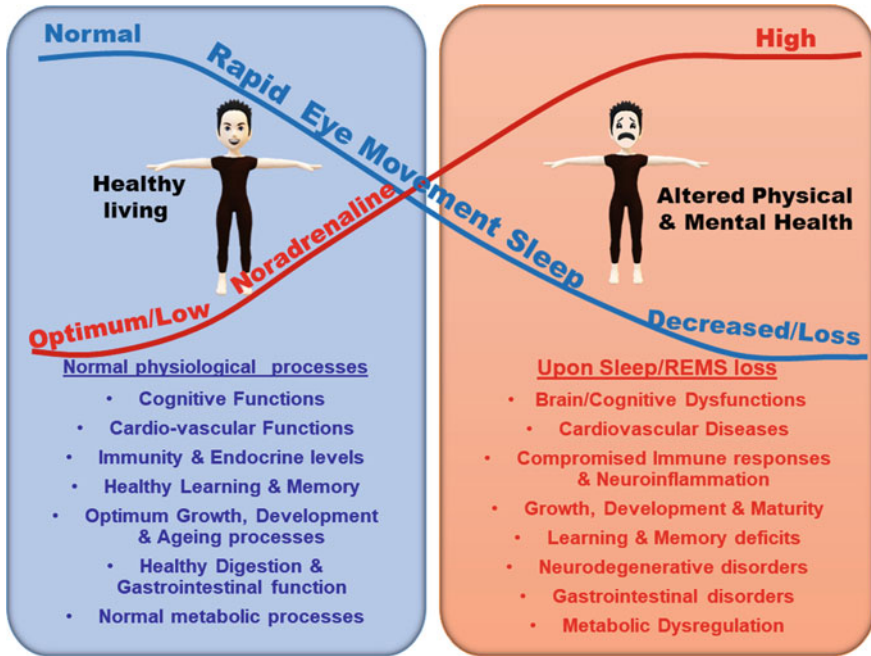 Normal
Rapid Eye Movement Sleep
Healthy
living
Noradrenaline
Optimum/Low
Normal physiological processes
• Cognitive Functions
• Cardio-vascular Functions
• Immunity & Endocrine levels
• Healthy Learning & Memory
• Optimum Growth, Development
& Ageing processes
• Healthy Digestion &
Gastrointestinal function
• Normal metabolic processes
High
Altered Physical
& Mental Health
Decreased/Loss
Upon Sleep/REMS loss
• Brain/Cognitive Dysfunctions
• Cardiovascular Diseases
• Compromised Immune responses
& Neuroinflammation
• Growth, Development & Maturity
• Learning & Memory deficits
• Neurodegenerative disorders
• Gastrointestinal disorders
• Metabolic Dysregulation